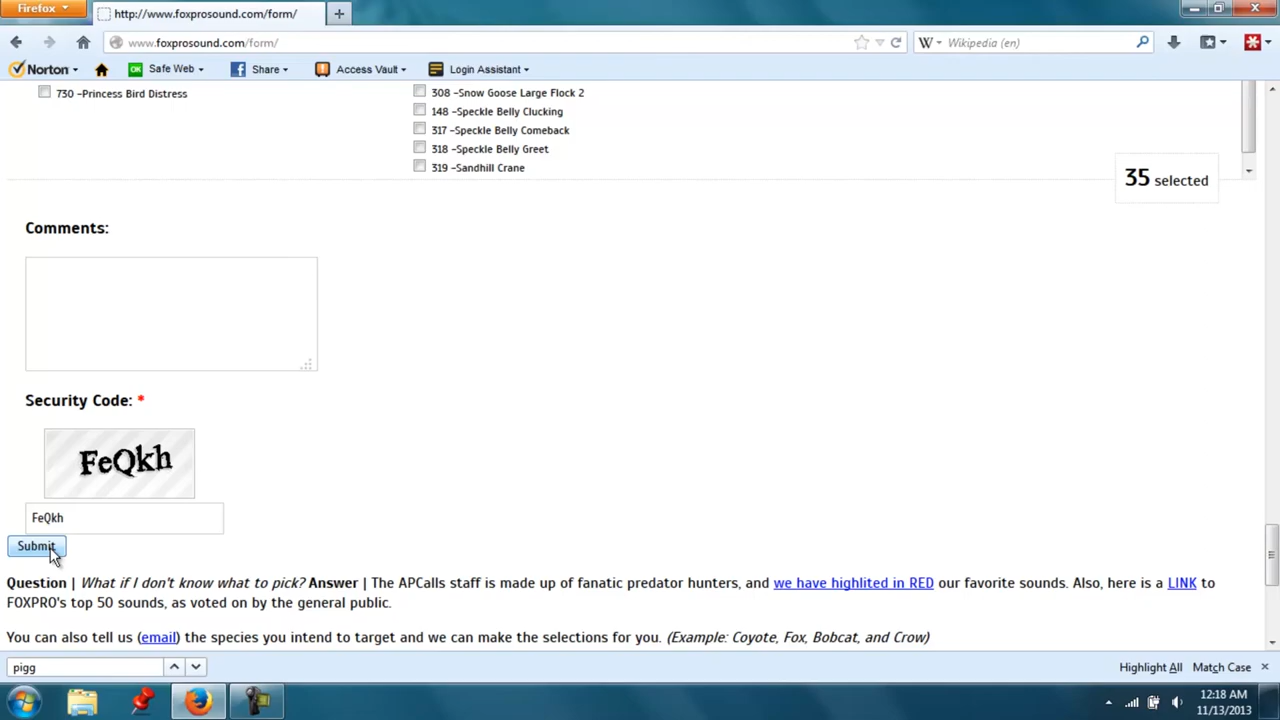 Firefox
http://www.foxprosound.com/form/
www.foxprosound.com/form/
Wikipedia (en)
Norton
Safe Web
Share
Access Vault
Login Assistant
730 -Princess Bird Distress
308 -Snow Goose Large Flock 2
148 -Speckle Belly Clucking
317 -Speckle Belly Comeback
318 -Speckle Belly Greet
319 -Sandhill Crane
35 selected
Comments:
Security Code: *
FeQkh
FeQkh
Submit
Question | What if I don't know what to pick? Answer | The APCalls staff is made up of fanatic predator hunters, and we have highlited in RED our favorite sounds. Also, here is a LINK to
FOXPRO's top 50 sounds, as voted on by the general public.
You can also tell us (email) the species you intend to target and we can make the selections for you. (Example: Coyote, Fox, Bobcat, and Crow)
pigg
Highlight All Match Case
12:18 AM
11/13/2013